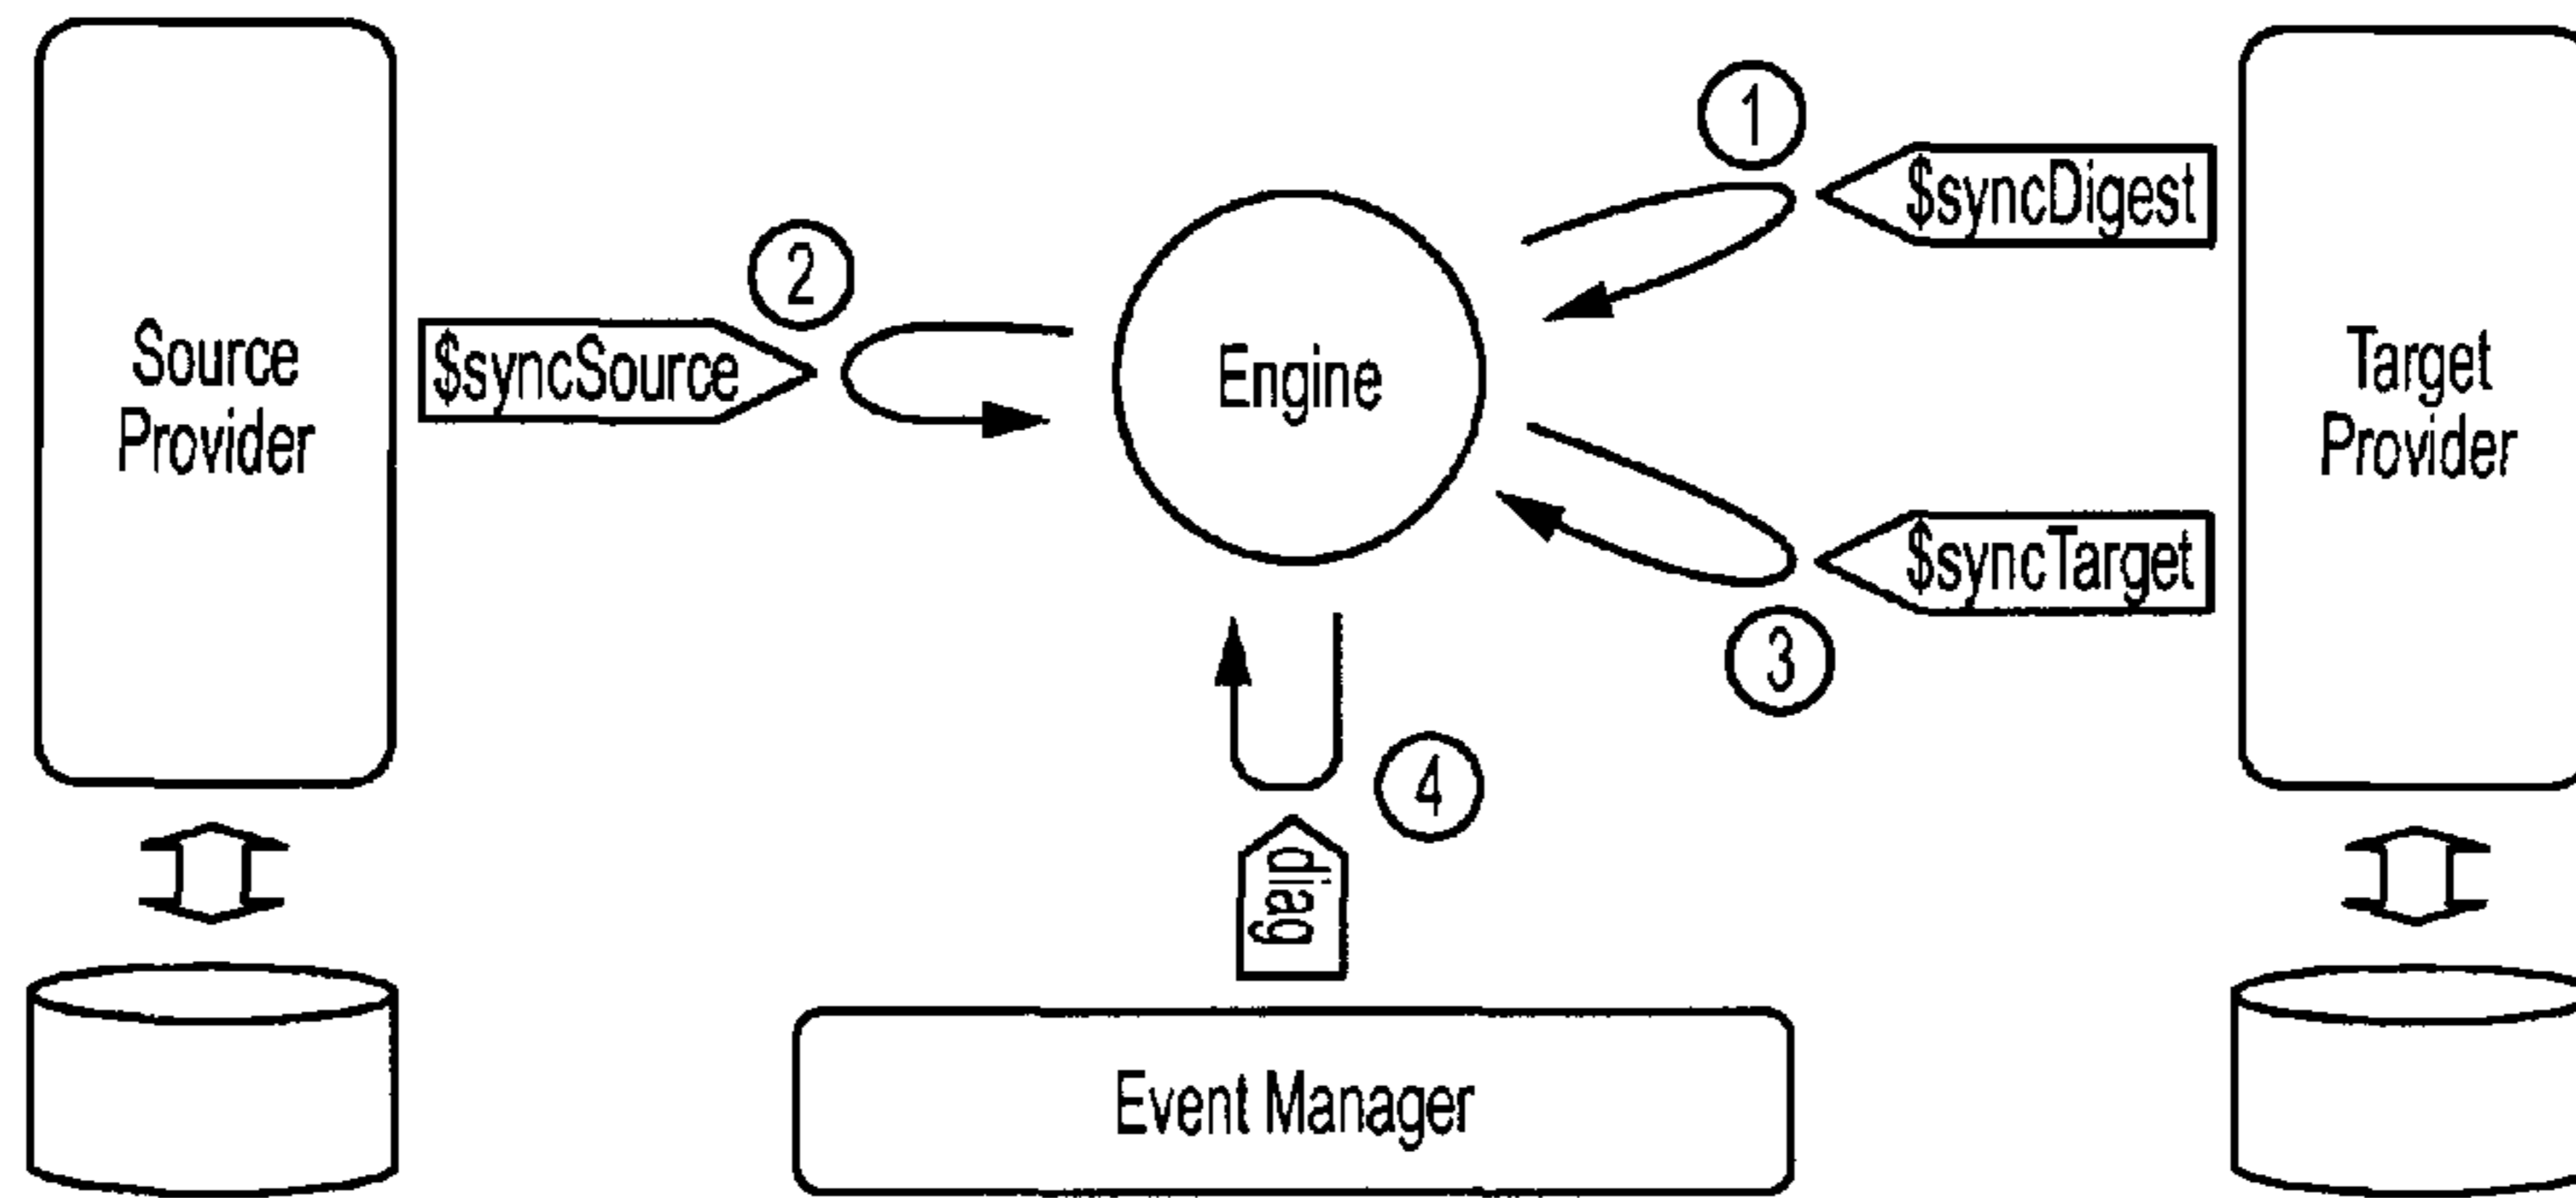 1
$syncDigest
2
Source
Provider
$syncSource
Engine
Target
Provider
$syncTarget
3
4
diag
Event Manager